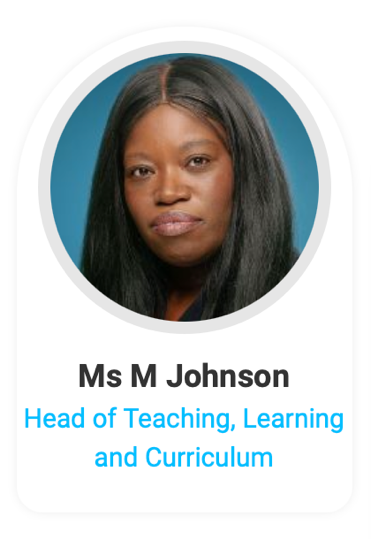 Ms M Johnson
Head of Teaching, Learning
and Curriculum